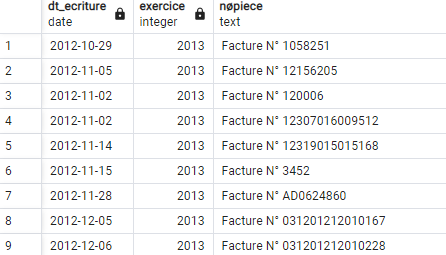 dt_ecriture exercice nøpiece
date integer text
1 2012-10-29 2013 Facture N° 1058251
2 2012-11-05 2013 Facture N° 12156205
3 2012-11-02 2013 Facture N° 120006
4 2012-11-02 2013 Facture N° 12307016009512
5 2012-11-14 2013 Facture N° 12319015015168
6 2012-11-15 2013 Facture N° 3452
7 2012-11-28 2013 Facture N° AD0624860
8 2012-12-05 2013 Facture N° 031201212010167
9 2012-12-06 2013 Facture N° 031201212010228